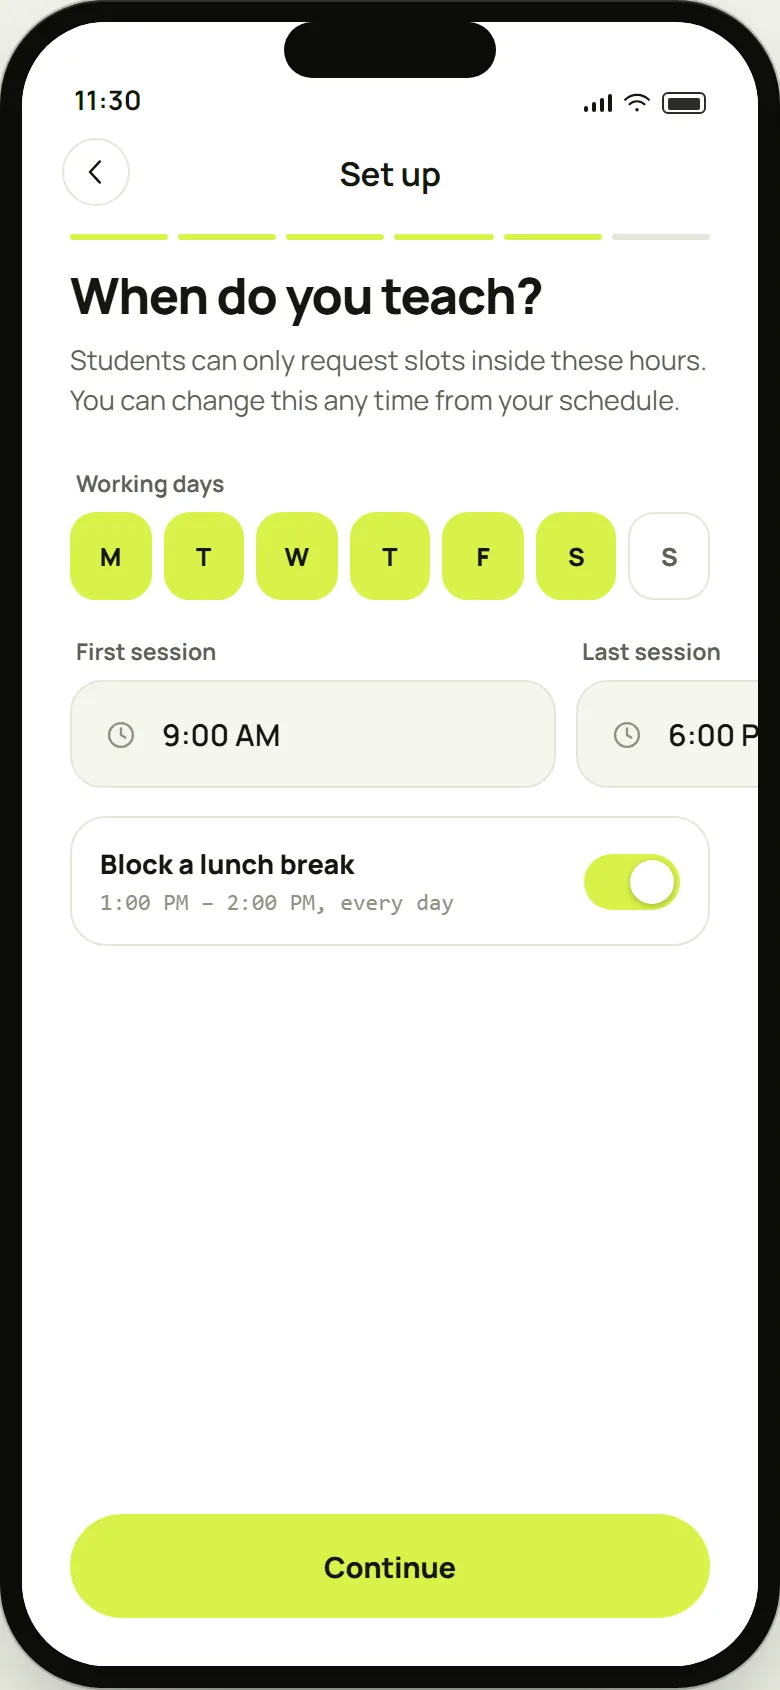 11:30
Set up
When do you teach?
Students can only request slots inside these hours.
You can change this any time from your schedule.
Working days
M T W T F S S
First session
Last session
9:00 AM
6:00 P
Block a lunch break
1:00 PM – 2:00 PM, every day
Continue